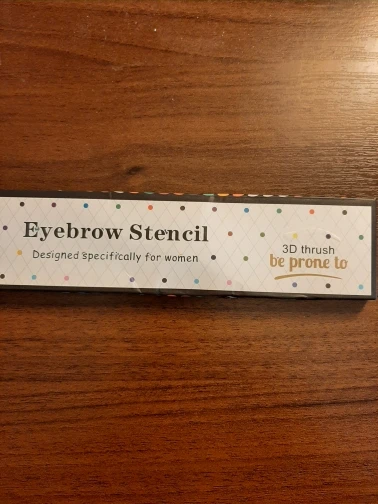 Eyebrow Stencil
Designed specifically for women
3D thrush
be prone to